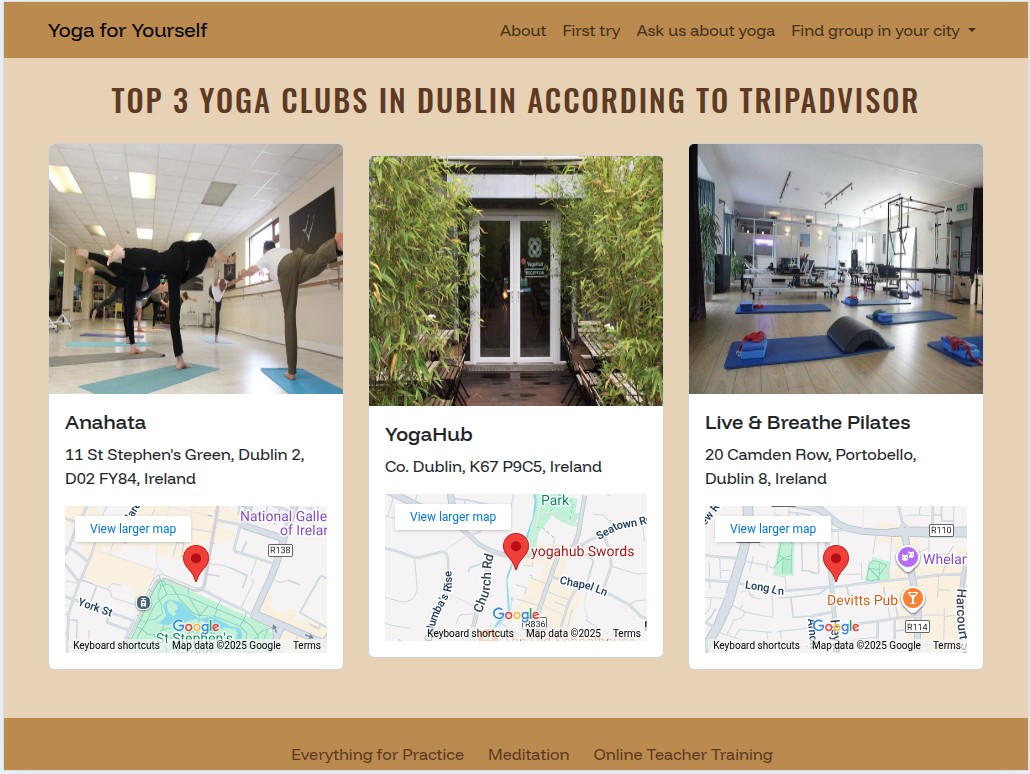 Yoga for Yourself
About First try Ask us about yoga Find group in your city
TOP 3 YOGA CLUBS IN DUBLIN ACCORDING TO TRIPADVISOR
Anahata
11 St Stephen's Green, Dublin 2,
D02 FY84, Ireland
View larger map
National Galle
of Irelan
R138
York St
St Stephen's
Google
Keyboard shortcuts Map data ©2025 Google Terms
YogaHub
RECEPTION
YogaHub
Co. Dublin, K67 P9C5, Ireland
View larger map
Park
Seatown R
yogahub Swords
Church Rd
Chapel Ln
umba's Rise
Google
R836
Keyboard shortcuts Map data ©2025 Terms
Live & Breathe Pilates
20 Camden Row, Portobello,
Dublin 8, Ireland
View larger map
R110
Whelan
Long Ln
Devitts Pub
Harcourt
Google
R114
Keyboard shortcuts Map data ©2025 Google Terms
Everything for Practice Meditation Online Teacher Training